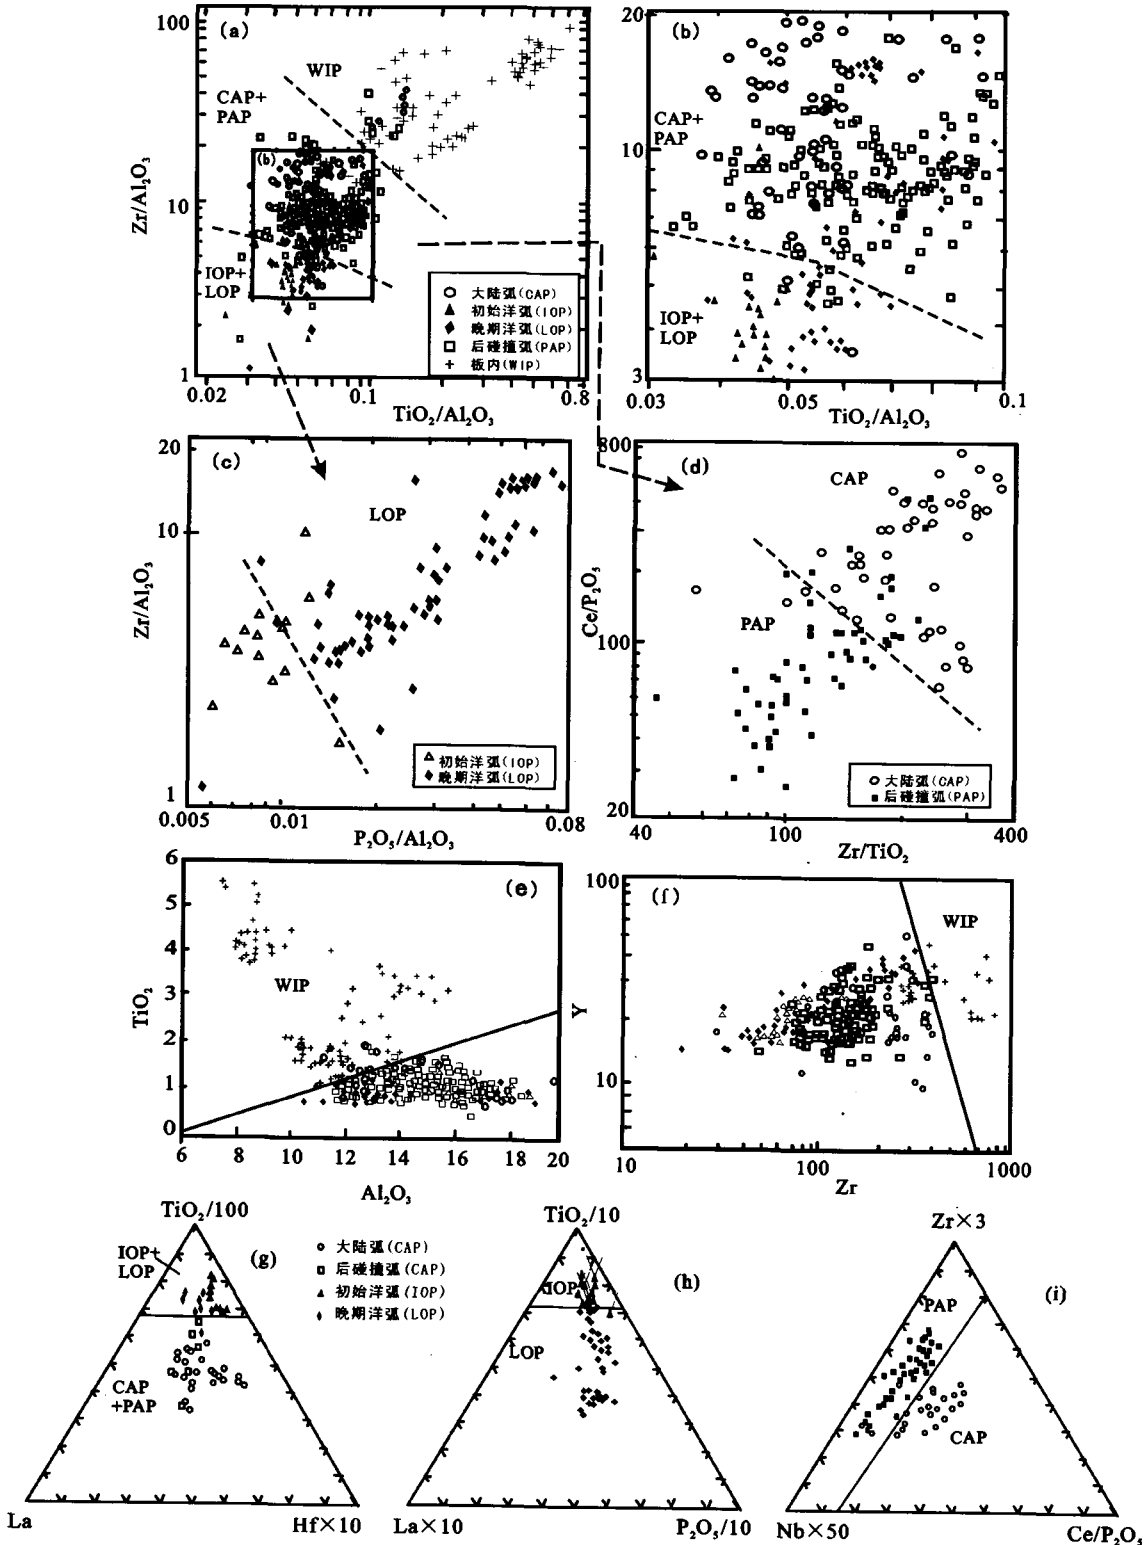 (a)
100
10
1
Zr/Al₂O₃
WIP
CAP+
PAP
(b)
IOP+
LOP
大陆弧(CAP)
初始洋弧(IOP)
晚期洋弧(LOP)
后碰撞弧(PAP)
板内(WIP)
0.02
0.1
0.8
TiO₂/Al₂O₃
(b)
20
10
3
Zr/Al₂O₃
CAP+
PAP
IOP+
LOP
0.03
0.05
0.1
TiO₂/Al₂O₃
(c)
20
10
1
Zr/Al₂O₃
LOP
初始洋弧(IOP)
晚期洋弧(LOP)
0.005
0.01
0.08
P₂O₅/Al₂O₃
(d)
800
100
20
Ce/P₂O₅
CAP
PAP
大陆弧(CAP)
后碰撞弧(PAP)
40
100
400
Zr/TiO₂
(e)
6
5
4
3
2
1
0
TiO₂
WIP
6
8
10
12
14
16
18
20
Al₂O₃
(f)
100
10
Y
WIP
10
100
1000
Zr
TiO₂/100
IOP+
LOP
(g)
大陆弧(CAP)
后碰撞弧(CAP)
初始洋弧(IOP)
晚期洋弧(LOP)
CAP
+PAP
La
Hf×10
TiO₂/10
(h)
IOP
LOP
La×10
P₂O₅/10
Zr×3
(i)
PAP
CAP
Nb×50
Ce/P₂O₅